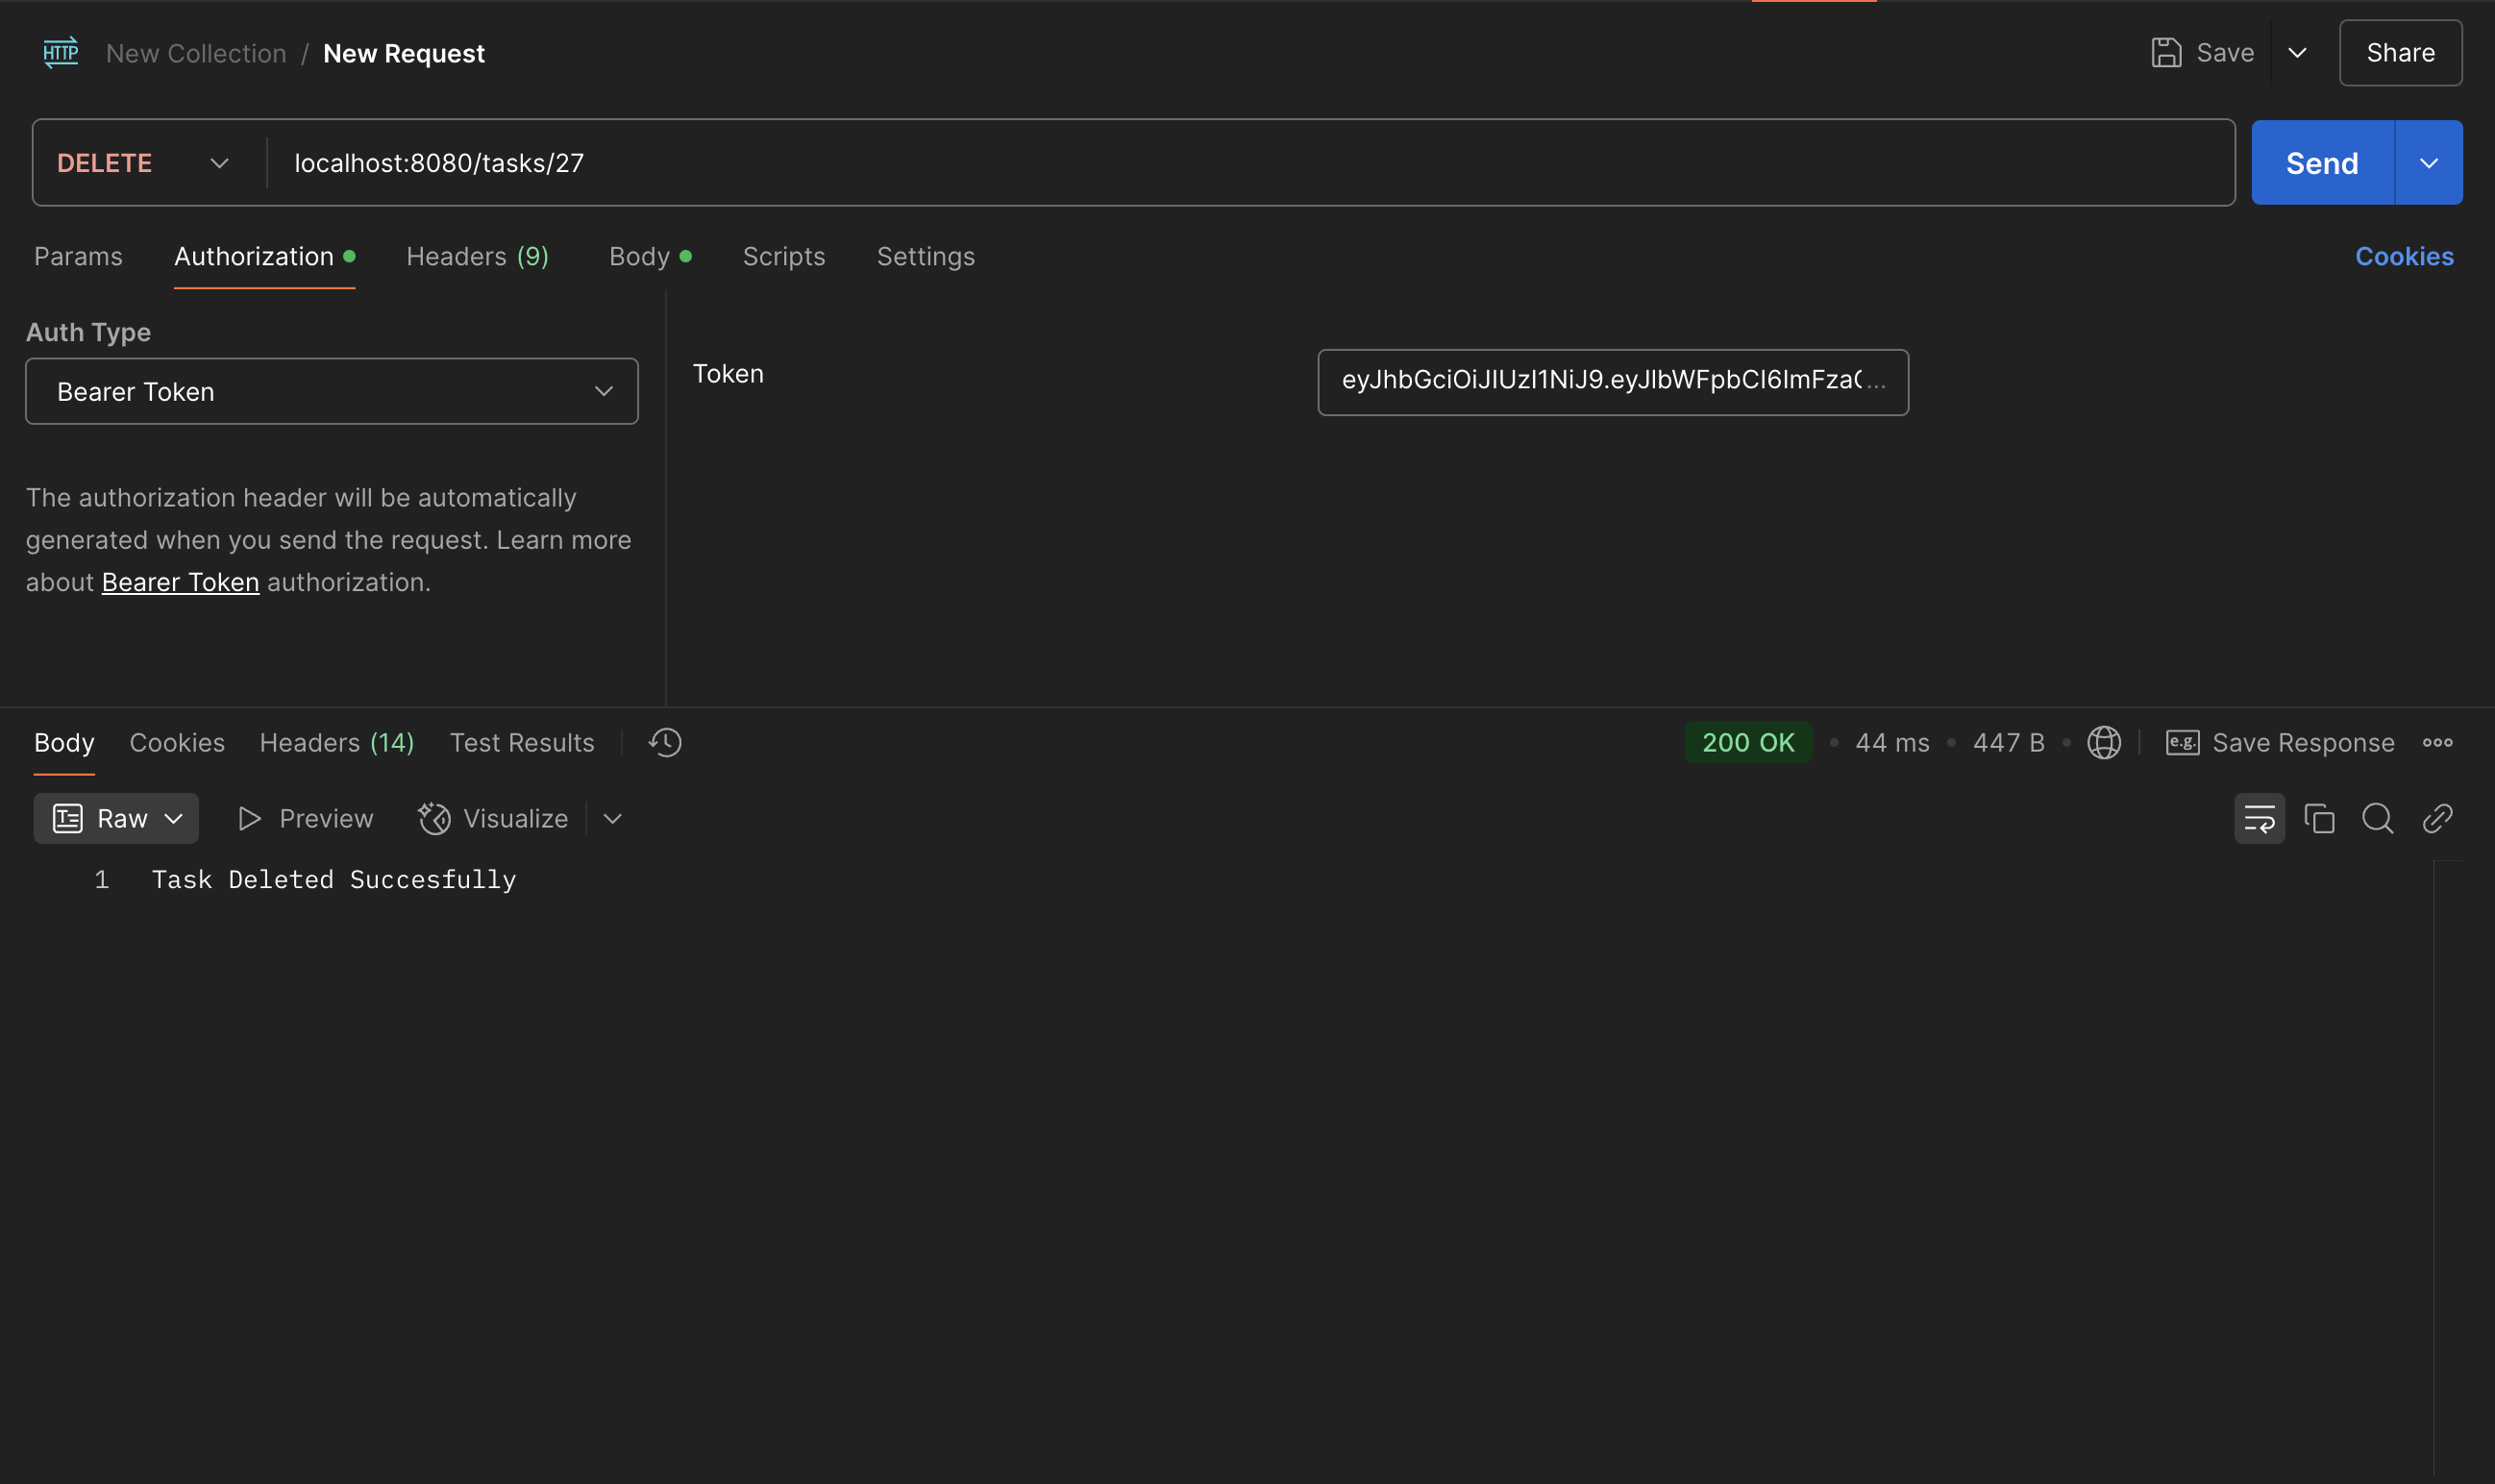 HTTP New Collection / New Request Save Share
DELETE localhost:8080/tasks/27 Send
Params Authorization Headers (9) Body Scripts Settings Cookies
Auth Type
Bearer Token
Token eyJhbGciOiJIUzI1NiJ9.eyJlbWFpbCI6ImFza...
The authorization header will be automatically
generated when you send the request. Learn more
about Bearer Token authorization.
Body Cookies Headers (14) Test Results 200 OK • 44 ms • 447 B • e.g. Save Response
Raw Preview Visualize
1 Task Deleted Succesfully